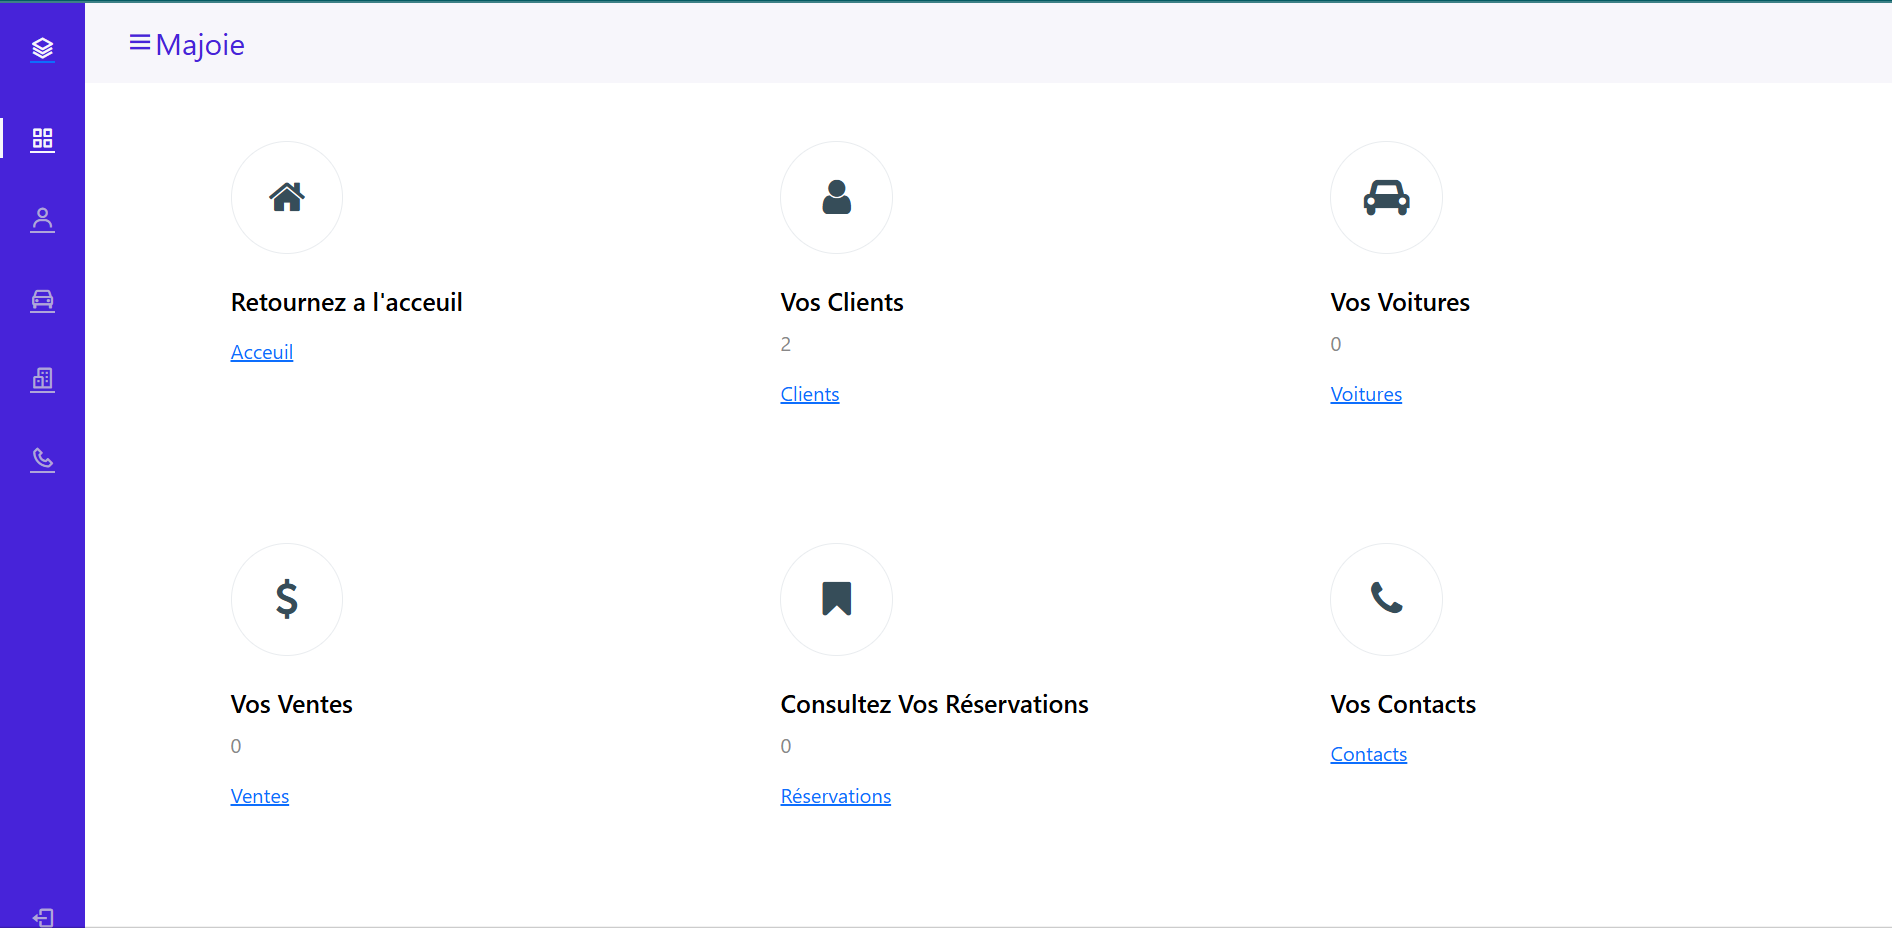 Majoie
Retournez a l'acceuil
Acceuil
Vos Clients
2
Clients
Vos Voitures
0
Voitures
Vos Ventes
0
Ventes
Consultez Vos Réservations
0
Réservations
Vos Contacts
Contacts